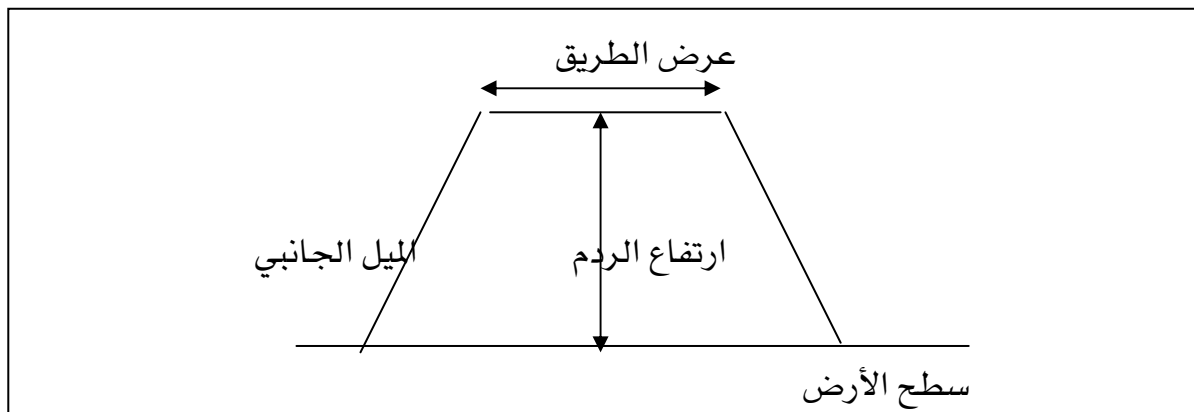 عرض الطريق
ارتفاع الردم
الميل الجانبي
سطح الأرض